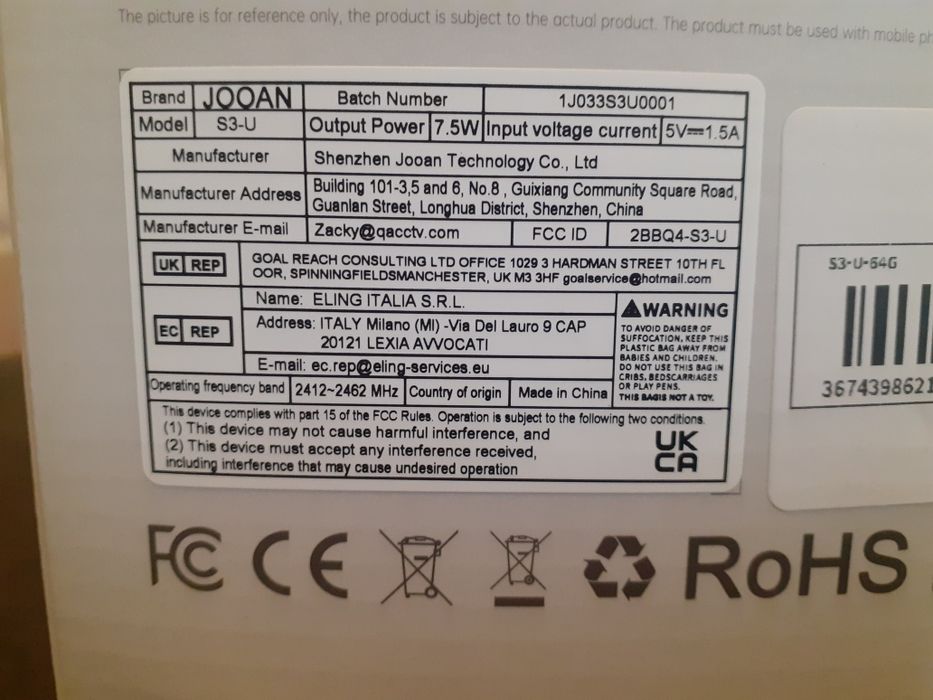 The picture is for reference only, the product is subject to the actual product. The product must be used with mobile ph
Brand JOOAN Batch Number 1J033S3U0001
Model S3-U Output Power 7.5W Input voltage current 5V⎓1.5A
Manufacturer Shenzhen Jooan Technology Co., Ltd
Manufacturer Address Building 101-3,5 and 6, No.8 , Guixiang Community Square Road,
Guanlan Street, Longhua District, Shenzhen, China
Manufacturer E-mail Zacky@qacctv.com FCC ID 2BBQ4-S3-U
UK REP GOAL REACH CONSULTING LTD OFFICE 1029 3 HARDMAN STREET 10TH FL
OOR, SPINNINGFIELDSMANCHESTER, UK M3 3HF goalservice@hotmail.com
EC REP
Name: ELING ITALIA S.R.L.
Address: ITALY Milano (MI) -Via Del Lauro 9 CAP
20121 LEXIA AVVOCATI
E-mail: ec.rep@eling-services.eu
WARNING
TO AVOID DANGER OF
SUFFOCATION, KEEP THIS
PLASTIC BAG AWAY FROM
BABIES AND CHILDREN.
DO NOT USE THIS BAG IN
CRIBS, BEDSCARRIAGES
OR PLAY PENS.
THIS BAGIS NOT A TOY.
Operating frequency band 2412~2462 MHz Country of origin Made in China
This device complies with part 15 of the FCC Rules. Operation is subject to the following two conditions.
(1) This device may not cause harmful interference, and
(2) This device must accept any interference received,
including interference that may cause undesired operation
UK
CA
S3-U-64G
3674398621
FC CE RoHS